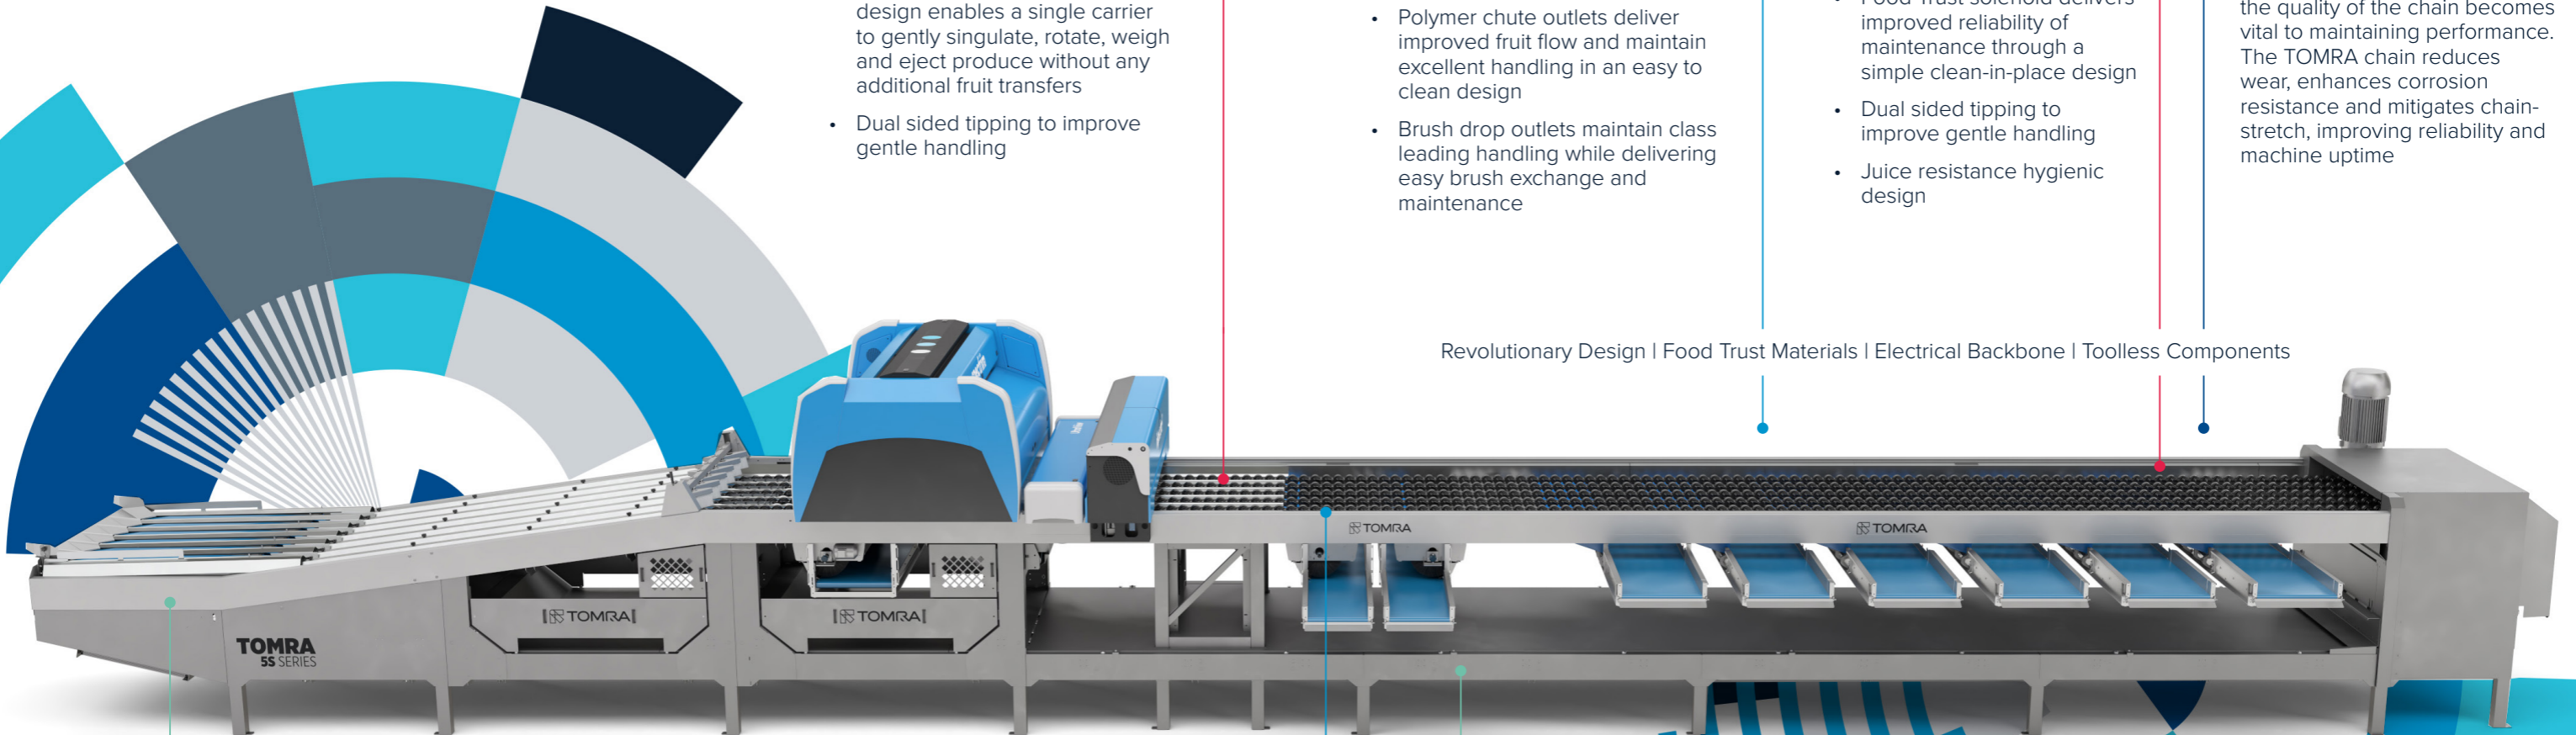 design enables a single carrier
to gently singulate, rotate, weigh
and eject produce without any
additional fruit transfers
• Dual sided tipping to improve
gentle handling
• Polymer chute outlets deliver
improved fruit flow and maintain
excellent handling in an easy to
clean design
• Brush drop outlets maintain class
leading handling while delivering
easy brush exchange and
maintenance
• Food Trust solenoid delivers
improved reliability of
maintenance through a
simple clean-in-place design
• Dual sided tipping to
improve gentle handling
• Juice resistance hygienic
design
the quality of the chain becomes
vital to maintaining performance.
The TOMRA chain reduces
wear, enhances corrosion
resistance and mitigates chain-
stretch, improving reliability and
machine uptime
Revolutionary Design | Food Trust Materials | Electrical Backbone | Toolless Components
TOMRA
TOMRA
TOMRA
TOMRA
TOMRA
5S SERIES